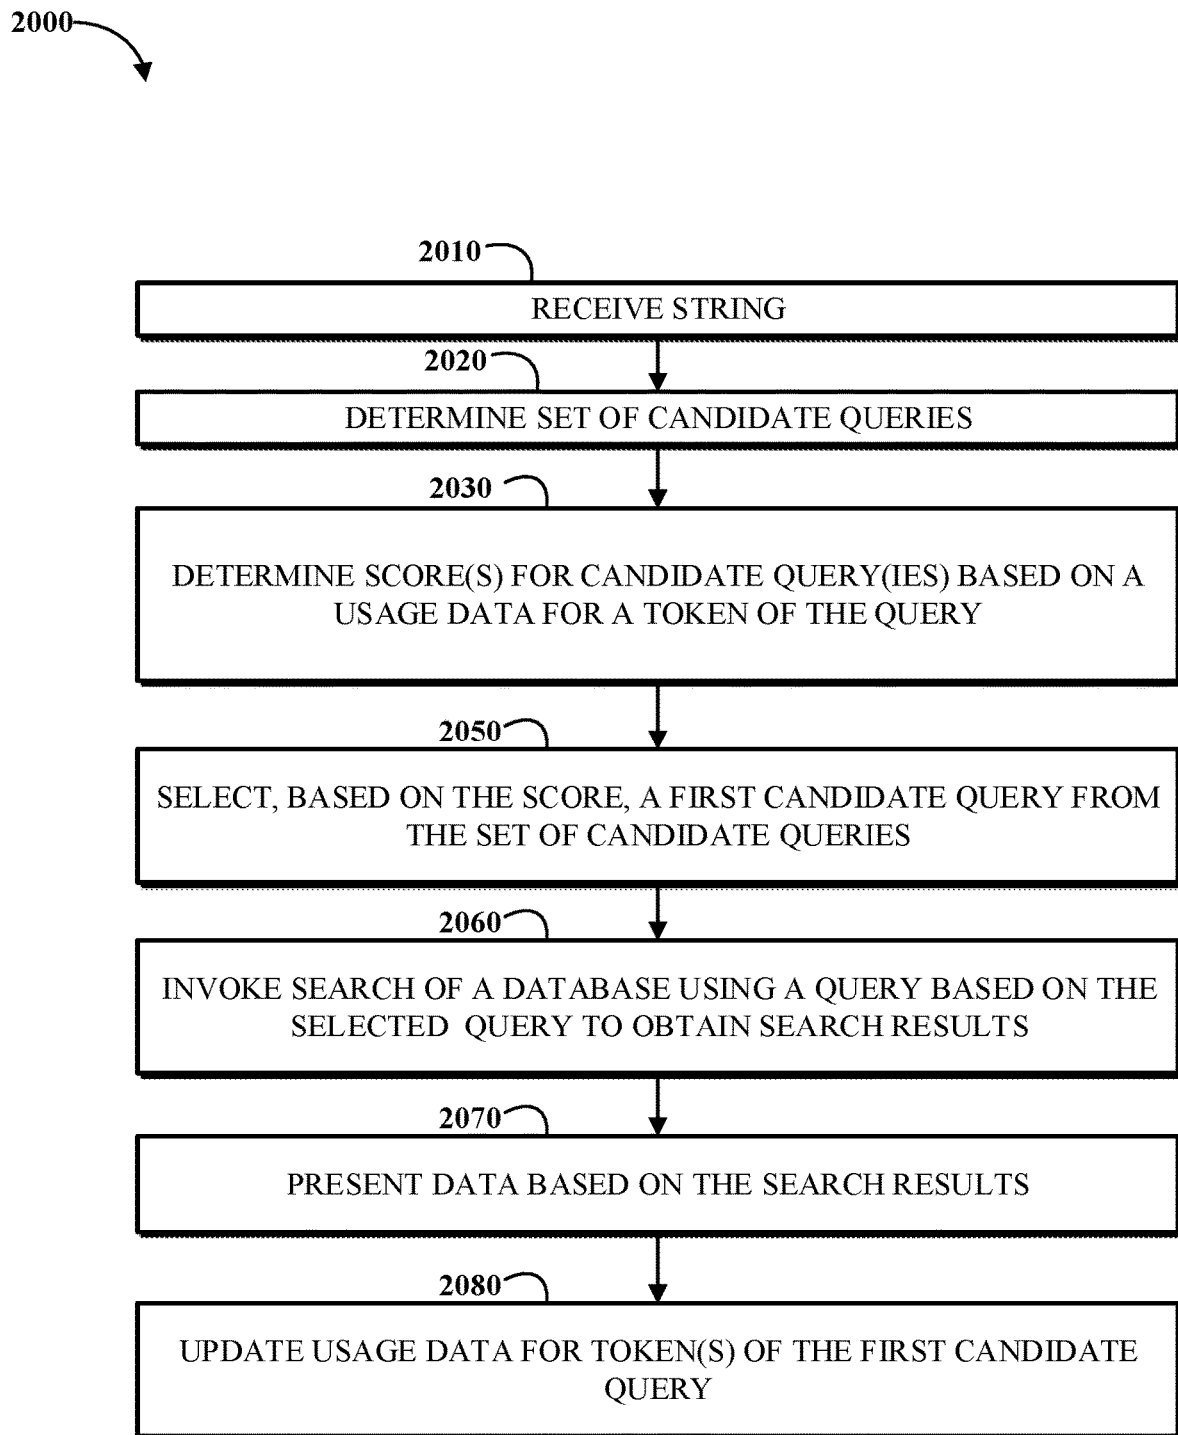 2000
2010
RECEIVE STRING
2020
DETERMINE SET OF CANDIDATE QUERIES
2030
DETERMINE SCORE(S) FOR CANDIDATE QUERY(IES) BASED ON A
USAGE DATA FOR A TOKEN OF THE QUERY
2050
SELECT, BASED ON THE SCORE, A FIRST CANDIDATE QUERY FROM
THE SET OF CANDIDATE QUERIES
2060
INVOKE SEARCH OF A DATABASE USING A QUERY BASED ON THE
SELECTED QUERY TO OBTAIN SEARCH RESULTS
2070
PRESENT DATA BASED ON THE SEARCH RESULTS
2080
UPDATE USAGE DATA FOR TOKEN(S) OF THE FIRST CANDIDATE
QUERY